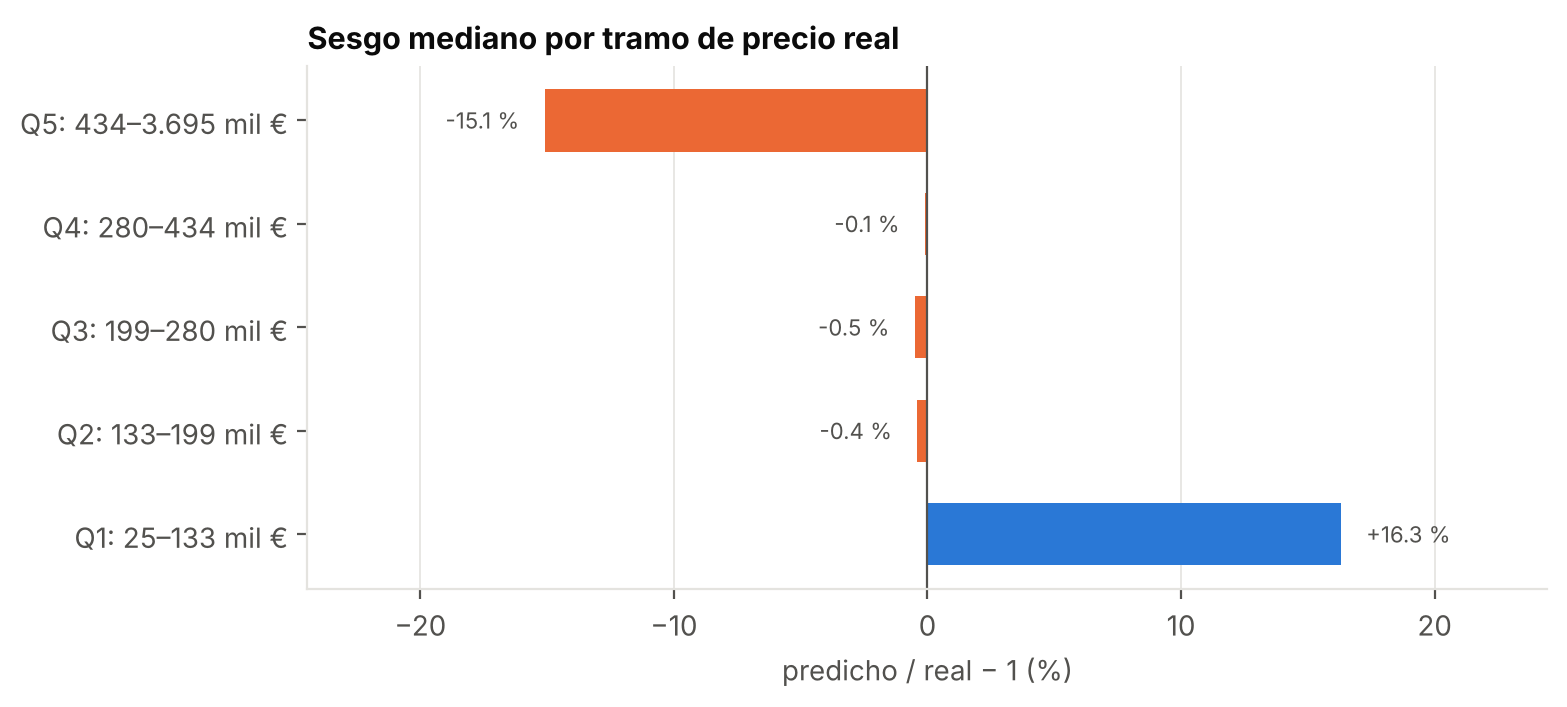 Sesgo mediano por tramo de precio real
Q5: 434–3.695 mil €
-15.1 %
Q4: 280–434 mil €
-0.1 %
Q3: 199–280 mil €
-0.5 %
Q2: 133–199 mil €
-0.4 %
Q1: 25–133 mil €
+16.3 %
−20 −10 0 10 20
predicho / real − 1 (%)